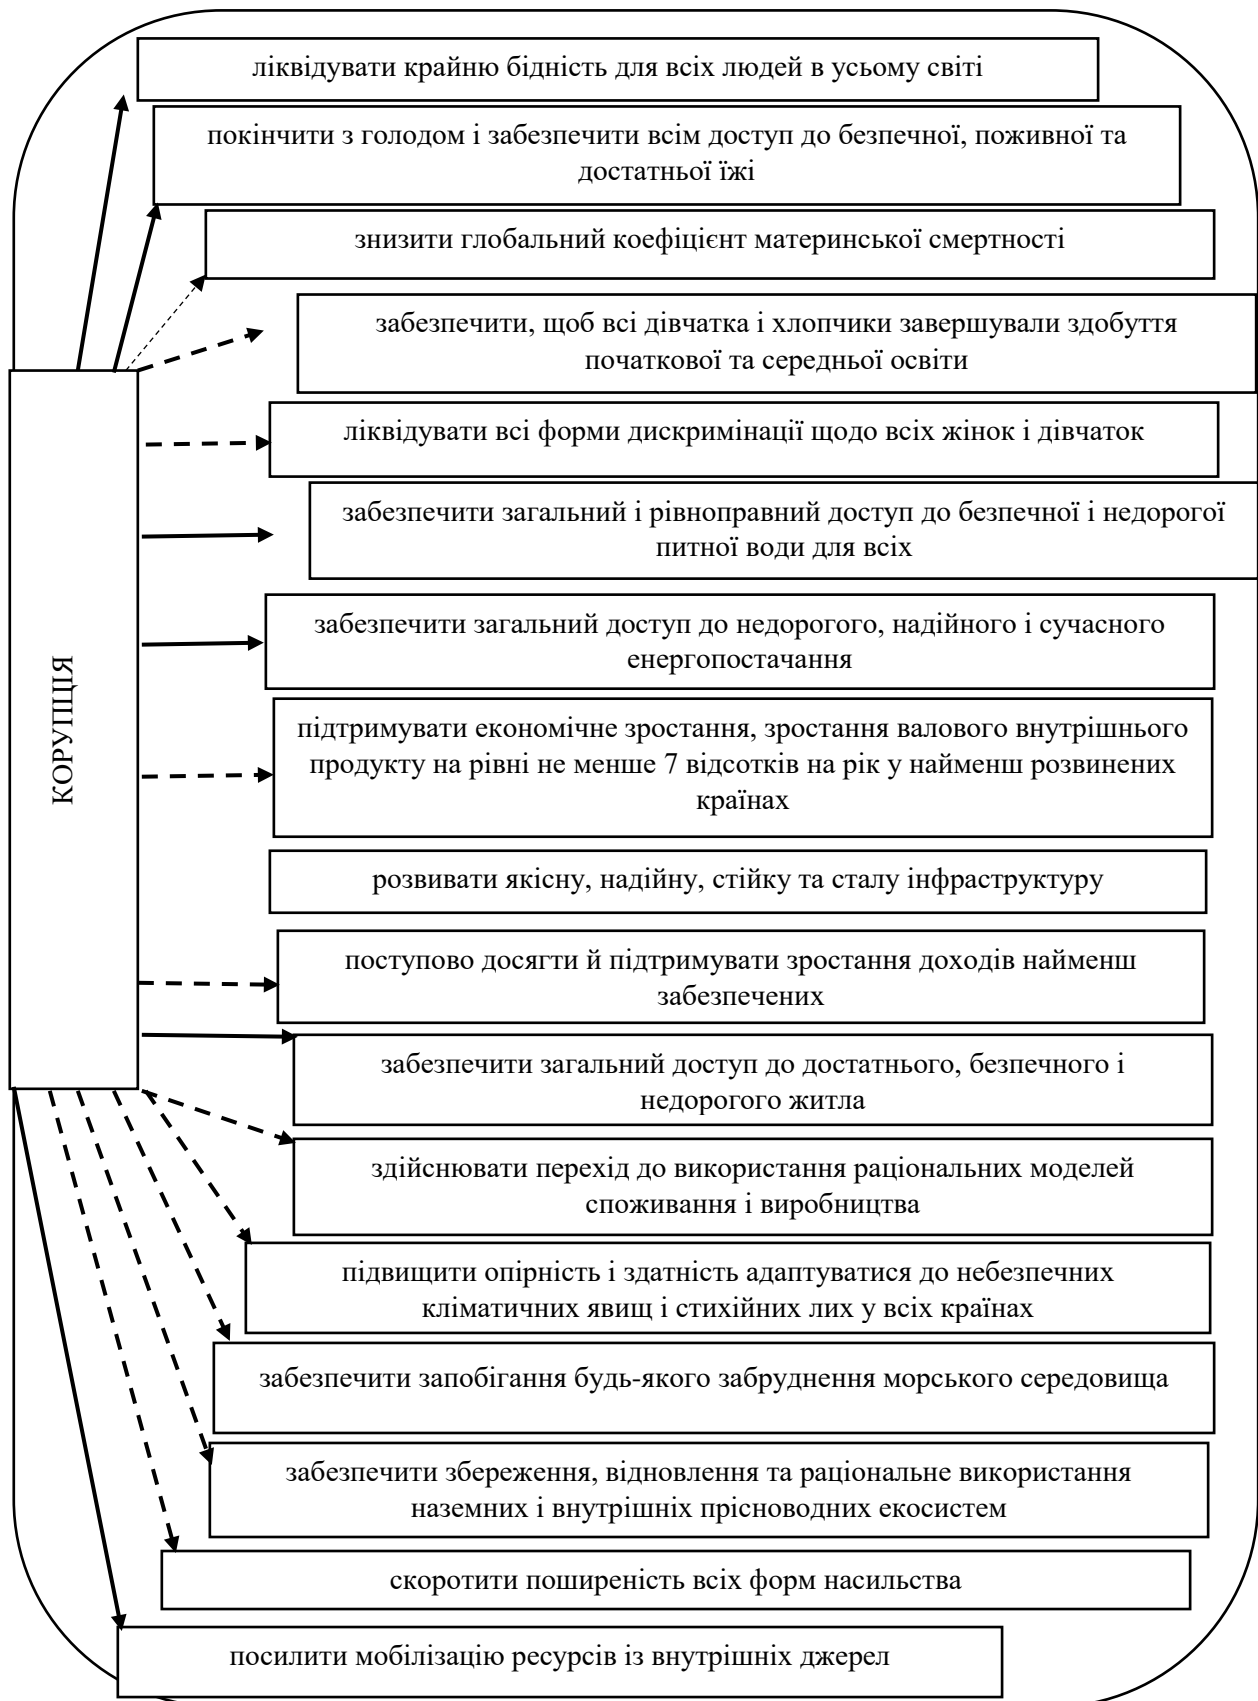 ліквідувати крайню бідність для всіх людей в усьому світі
покінчити з голодом і забезпечити всім доступ до безпечної, поживної та
достатньої їжі
знизити глобальний коефіцієнт материнської смертності
забезпечити, щоб всі дівчатка і хлопчики завершували здобуття
початкової та середньої освіти
ліквідувати всі форми дискримінації щодо всіх жінок і дівчаток
забезпечити загальний і рівноправний доступ до безпечної і недорогої
питної води для всіх
забезпечити загальний доступ до недорогого, надійного і сучасного
енергопостачання
КОРУПЦІЯ
підтримувати економічне зростання, зростання валового внутрішнього
продукту на рівні не менше 7 відсотків на рік у найменш розвинених
країнах
розвивати якісну, надійну, стійку та сталу інфраструктуру
поступово досягти й підтримувати зростання доходів найменш
забезпечених
забезпечити загальний доступ до достатнього, безпечного і
недорогого житла
здійснювати перехід до використання раціональних моделей
споживання і виробництва
підвищити опірність і здатність адаптуватися до небезпечних
кліматичних явищ і стихійних лих у всіх країнах
забезпечити запобігання будь-якого забруднення морського середовища
забезпечити збереження, відновлення та раціональне використання
наземних і внутрішніх прісноводних екосистем
скоротити поширеність всіх форм насильства
посилити мобілізацію ресурсів із внутрішніх джерел